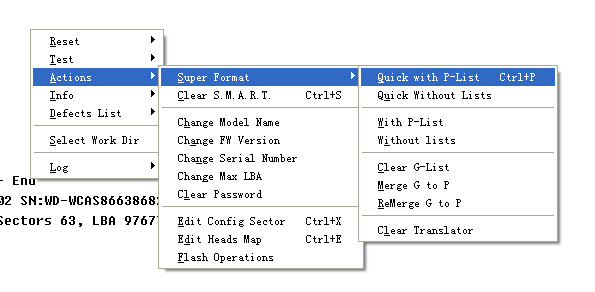 Reset
Test
Actions
Info
Defects List
Select Work Dir
Log
Super Format
Clear S.M.A.R.T. Ctrl+S
Change Model Name
Change FW Version
Change Serial Number
Change Max LBA
Clear Password
Edit Config Sector Ctrl+X
Edit Heads Map Ctrl+E
Flash Operations
Quick with P-List Ctrl+P
Quick Without Lists
With P-List
Without lists
Clear G-List
Merge G to P
ReMerge G to P
Clear Translator
- End
02 SN:WD-WCAS8663868
Sectors 63, LBA 9767